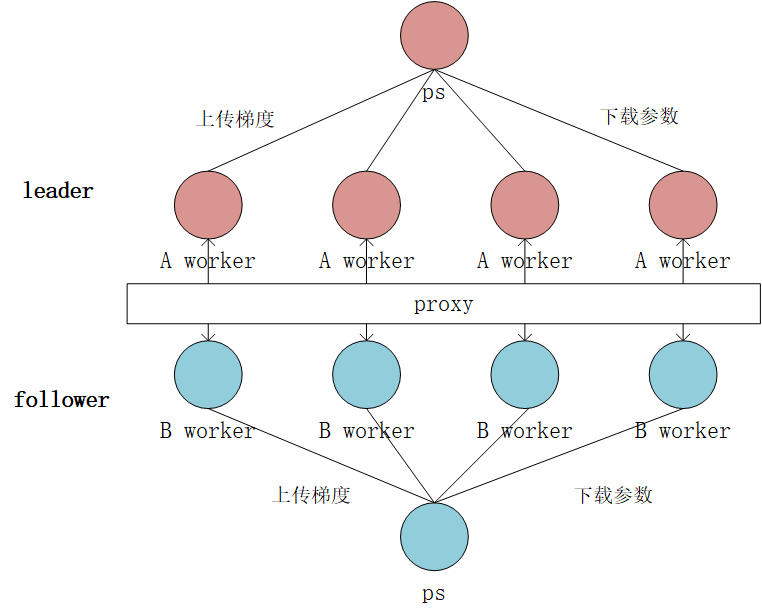 ps
上传梯度
下载参数
leader
A worker
A worker
A worker
A worker
proxy
follower
B worker
B worker
B worker
B worker
上传梯度
下载参数
ps